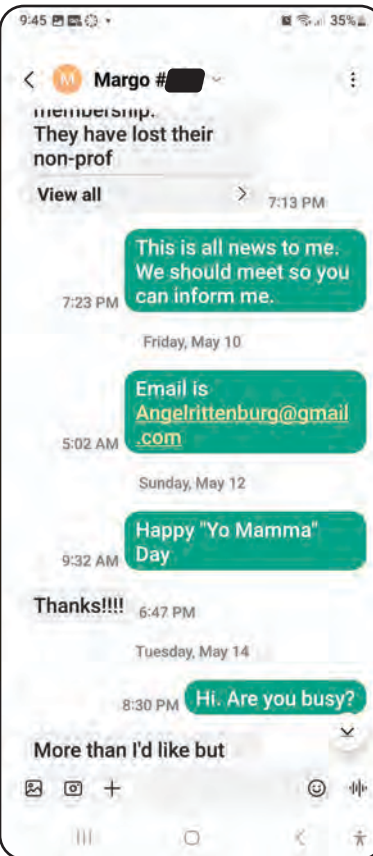 9:45
35%
M Margo #
membership.
They have lost their
non-prof
View all
7:13 PM
This is all news to me.
We should meet so you
can inform me.
7:23 PM
Friday, May 10
Email is
Angelrittenburg@gmail
.com
5:02 AM
Sunday, May 12
Happy "Yo Mamma"
Day
9:32 AM
Thanks!!!! 6:47 PM
Tuesday, May 14
8:30 PM Hi. Are you busy?
More than I'd like but